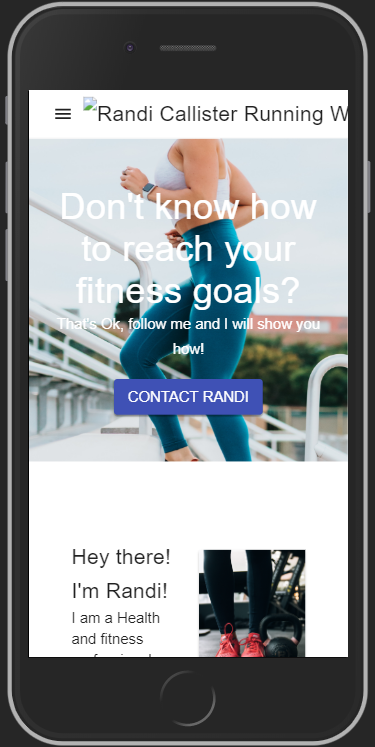 Randi Callister Running W
Don't know how
to reach your
fitness goals?
That's Ok, follow me and I will show you
how!
CONTACT RANDI
Hey there!
I'm Randi!
I am a Health
and fitness